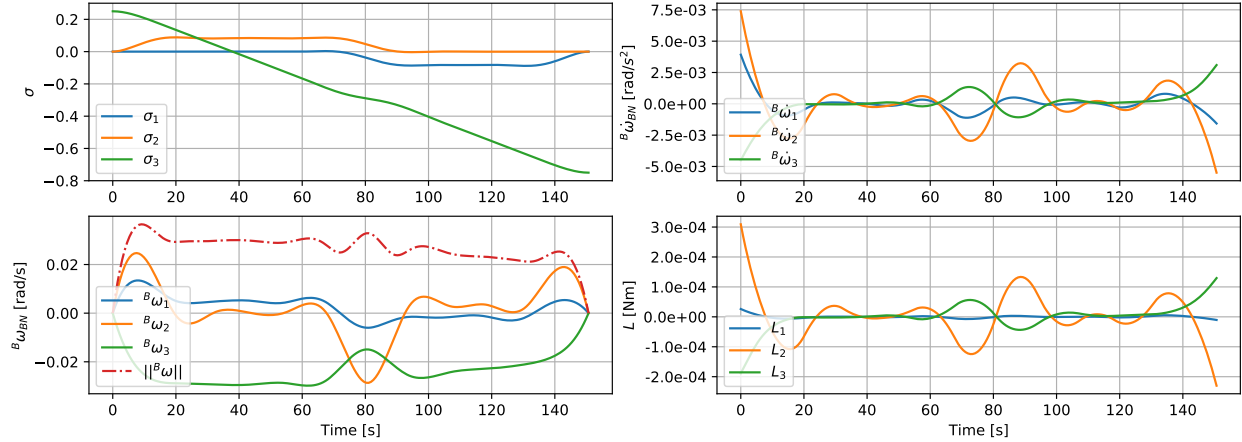 0.2
0.0
−0.2
−0.4
−0.6
−0.8
σ
σ₁
σ₂
σ₃
0 20 40 60 80 100 120 140
7.5e-03
5.0e-03
2.5e-03
0.0e+00
-2.5e-03
-5.0e-03
ᴮω̇_BN [rad/s²]
ᴮω̇₁
ᴮω̇₂
ᴮω̇₃
0 20 40 60 80 100 120 140
0.02
0.00
−0.02
ᴮω_BN [rad/s]
ᴮω₁
ᴮω₂
ᴮω₃
||ᴮω||
0 20 40 60 80 100 120 140
Time [s]
3.0e-04
2.0e-04
1.0e-04
0.0e+00
-1.0e-04
-2.0e-04
L [Nm]
L₁
L₂
L₃
0 20 40 60 80 100 120 140
Time [s]